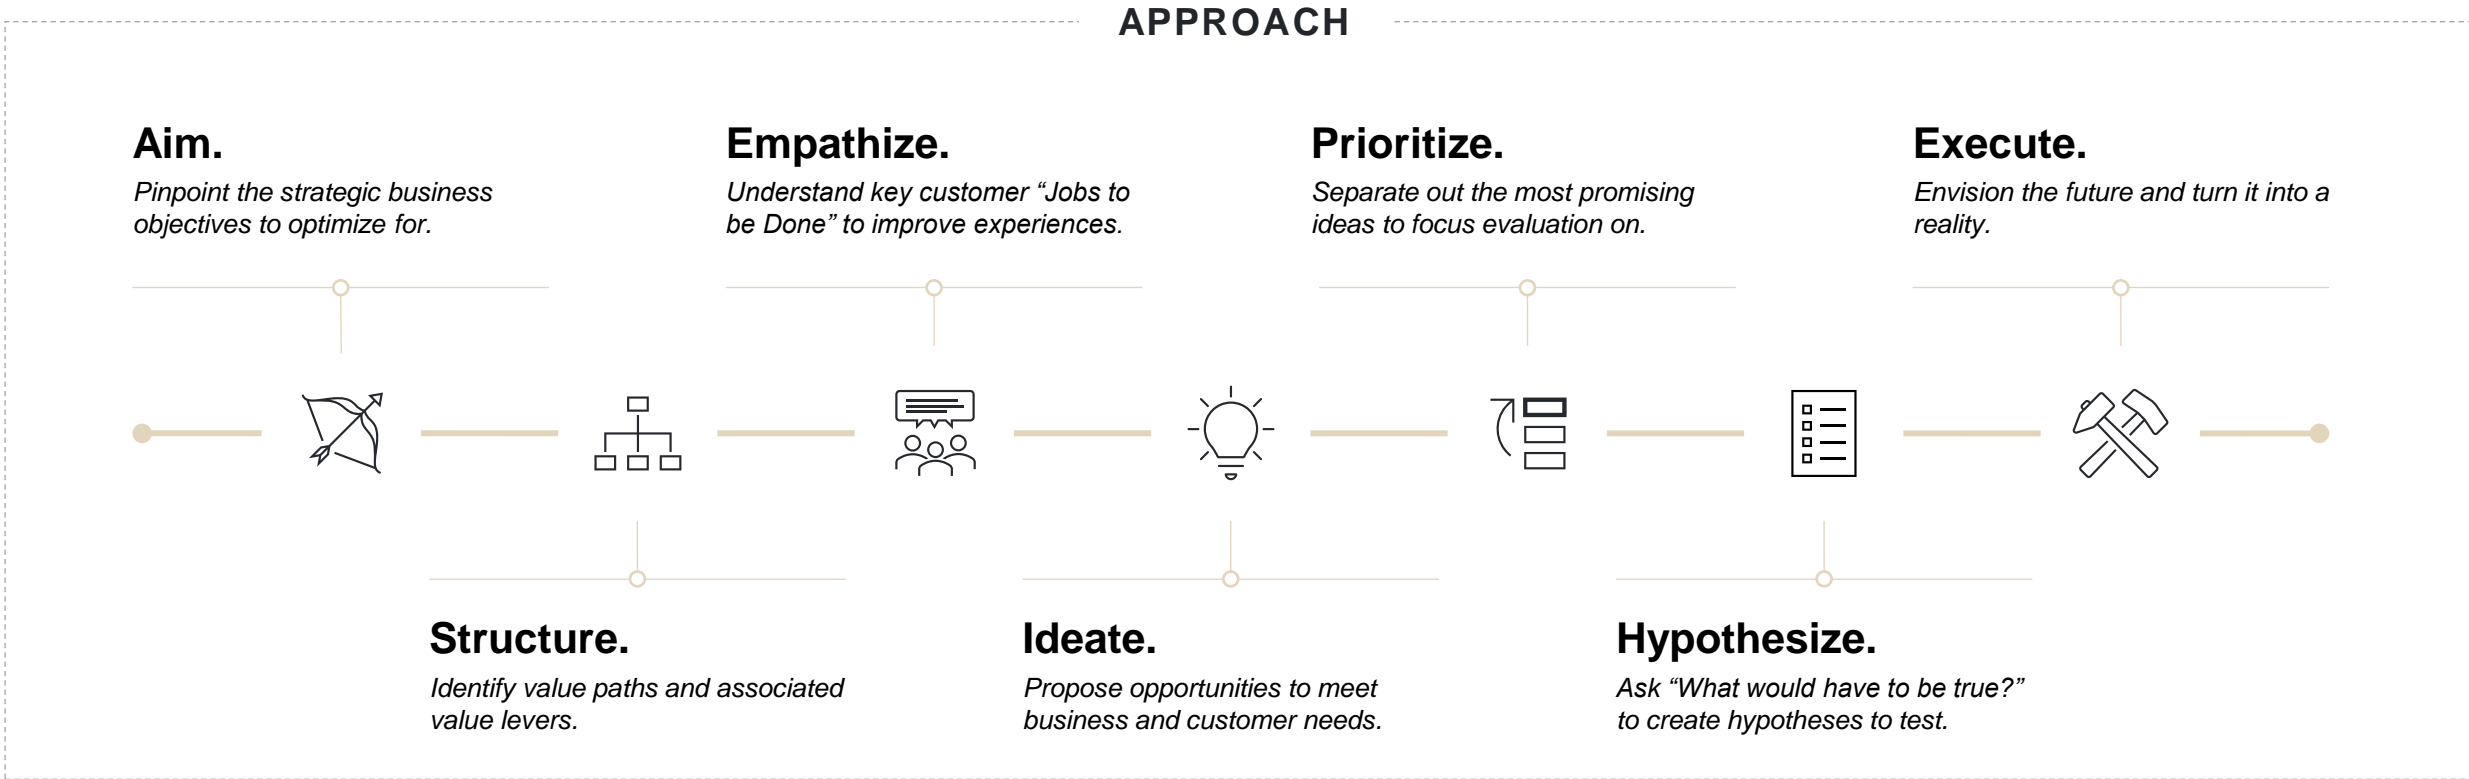 APPROACH
Aim.
Pinpoint the strategic business
objectives to optimize for.
Structure.
Identify value paths and associated
value levers.
Empathize.
Understand key customer “Jobs to
be Done” to improve experiences.
Ideate.
Propose opportunities to meet
business and customer needs.
Prioritize.
Separate out the most promising
ideas to focus evaluation on.
Hypothesize.
Ask “What would have to be true?”
to create hypotheses to test.
Execute.
Envision the future and turn it into a
reality.